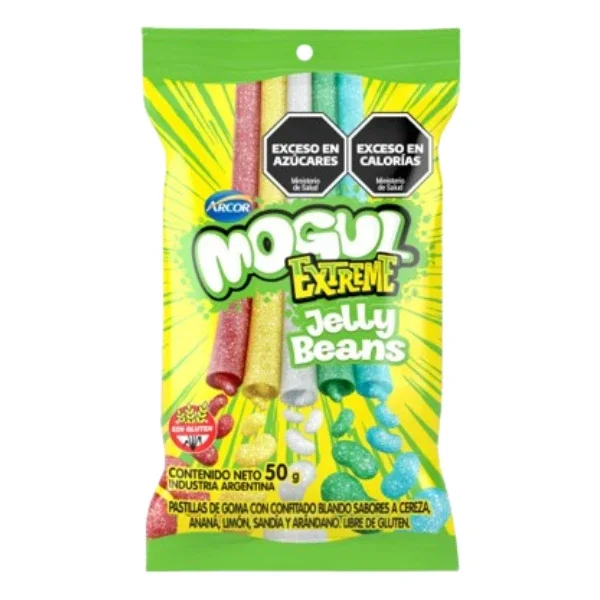 EXCESO EN
AZÚCARES
Ministerio
de Salud
EXCESO EN
CALORÍAS
Ministerio
de Salud
ARCOR
MOGUL
EXTREME
Jelly
Beans
SIN GLUTEN
CONTENIDO NETO 50 g
INDUSTRIA ARGENTINA
PASTILLAS DE GOMA CON CONFITADO BLANDO SABORES A CEREZA,
ANANÁ, LIMÓN, SANDÍA Y ARÁNDANO. LIBRE DE GLUTEN.